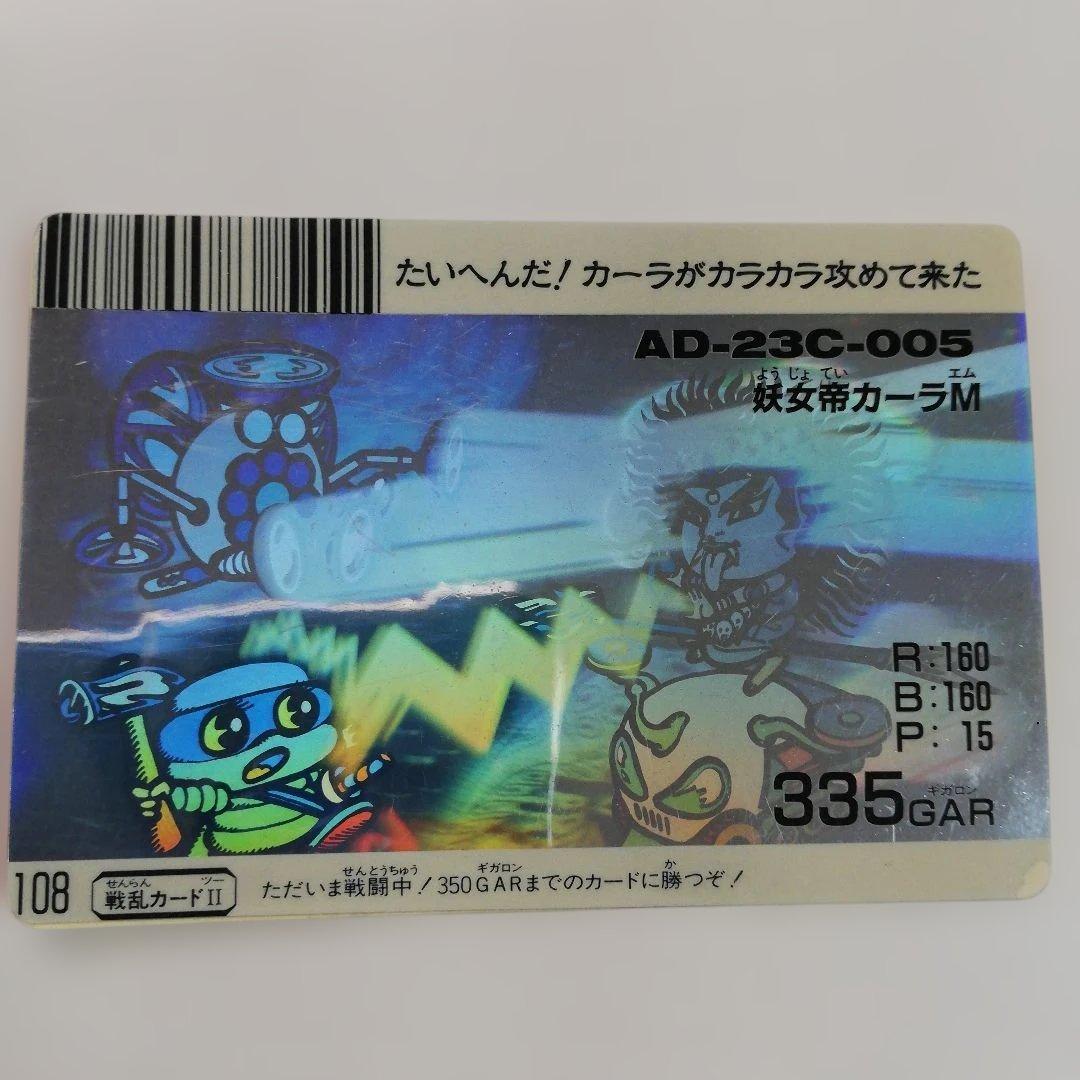 たいへんだ！カーラがカラカラ攻めて来た
AD-23C-005
ようじょてい エム
妖女帝カーラM
R:160
B:160
P: 15
ギガロン
335GAR
108
せんらん ツー
戦乱カードII
せんとうちゅう ギガロン か
ただいま戦闘中！350GARまでのカードに勝つぞ！